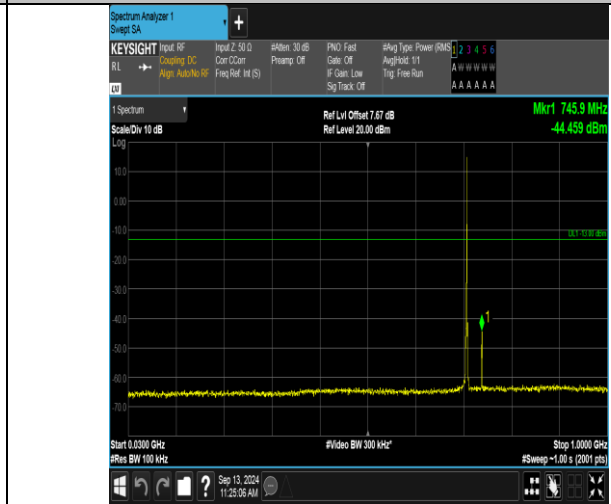 Spectrum Analyzer 1
Swept SA
+
KEYSIGHT Input: RF Input Z: 50 Ω #Atten: 30 dB PNO: Fast #Avg Type: Power (RMS 1 2 3 4 5 6
RL Coupling: DC Corr CCorr Preamp: Off Gate: Off Avg|Hold: 1/1 A W W W W W
Align: Auto/No RF Freq Ref: Int (S) IF Gain: Low Trig: Free Run
LXI Sig Track: Off A A A A A A
1 Spectrum Ref Lvl Offset 7.67 dB Mkr1 745.9 MHz
Scale/Div 10 dB Ref Level 20.00 dBm -44.459 dBm
Log
10.0
0.00
-10.0
DL1 -13.00 dBm
-20.0
-30.0
-40.0
1
-50.0
-60.0
-70.0
Start 0.0300 GHz #Video BW 300 kHz* Stop 1.0000 GHz
#Res BW 100 kHz #Sweep ~1.00 s (2001 pts)
? Sep 13, 2024
11:25:06 AM